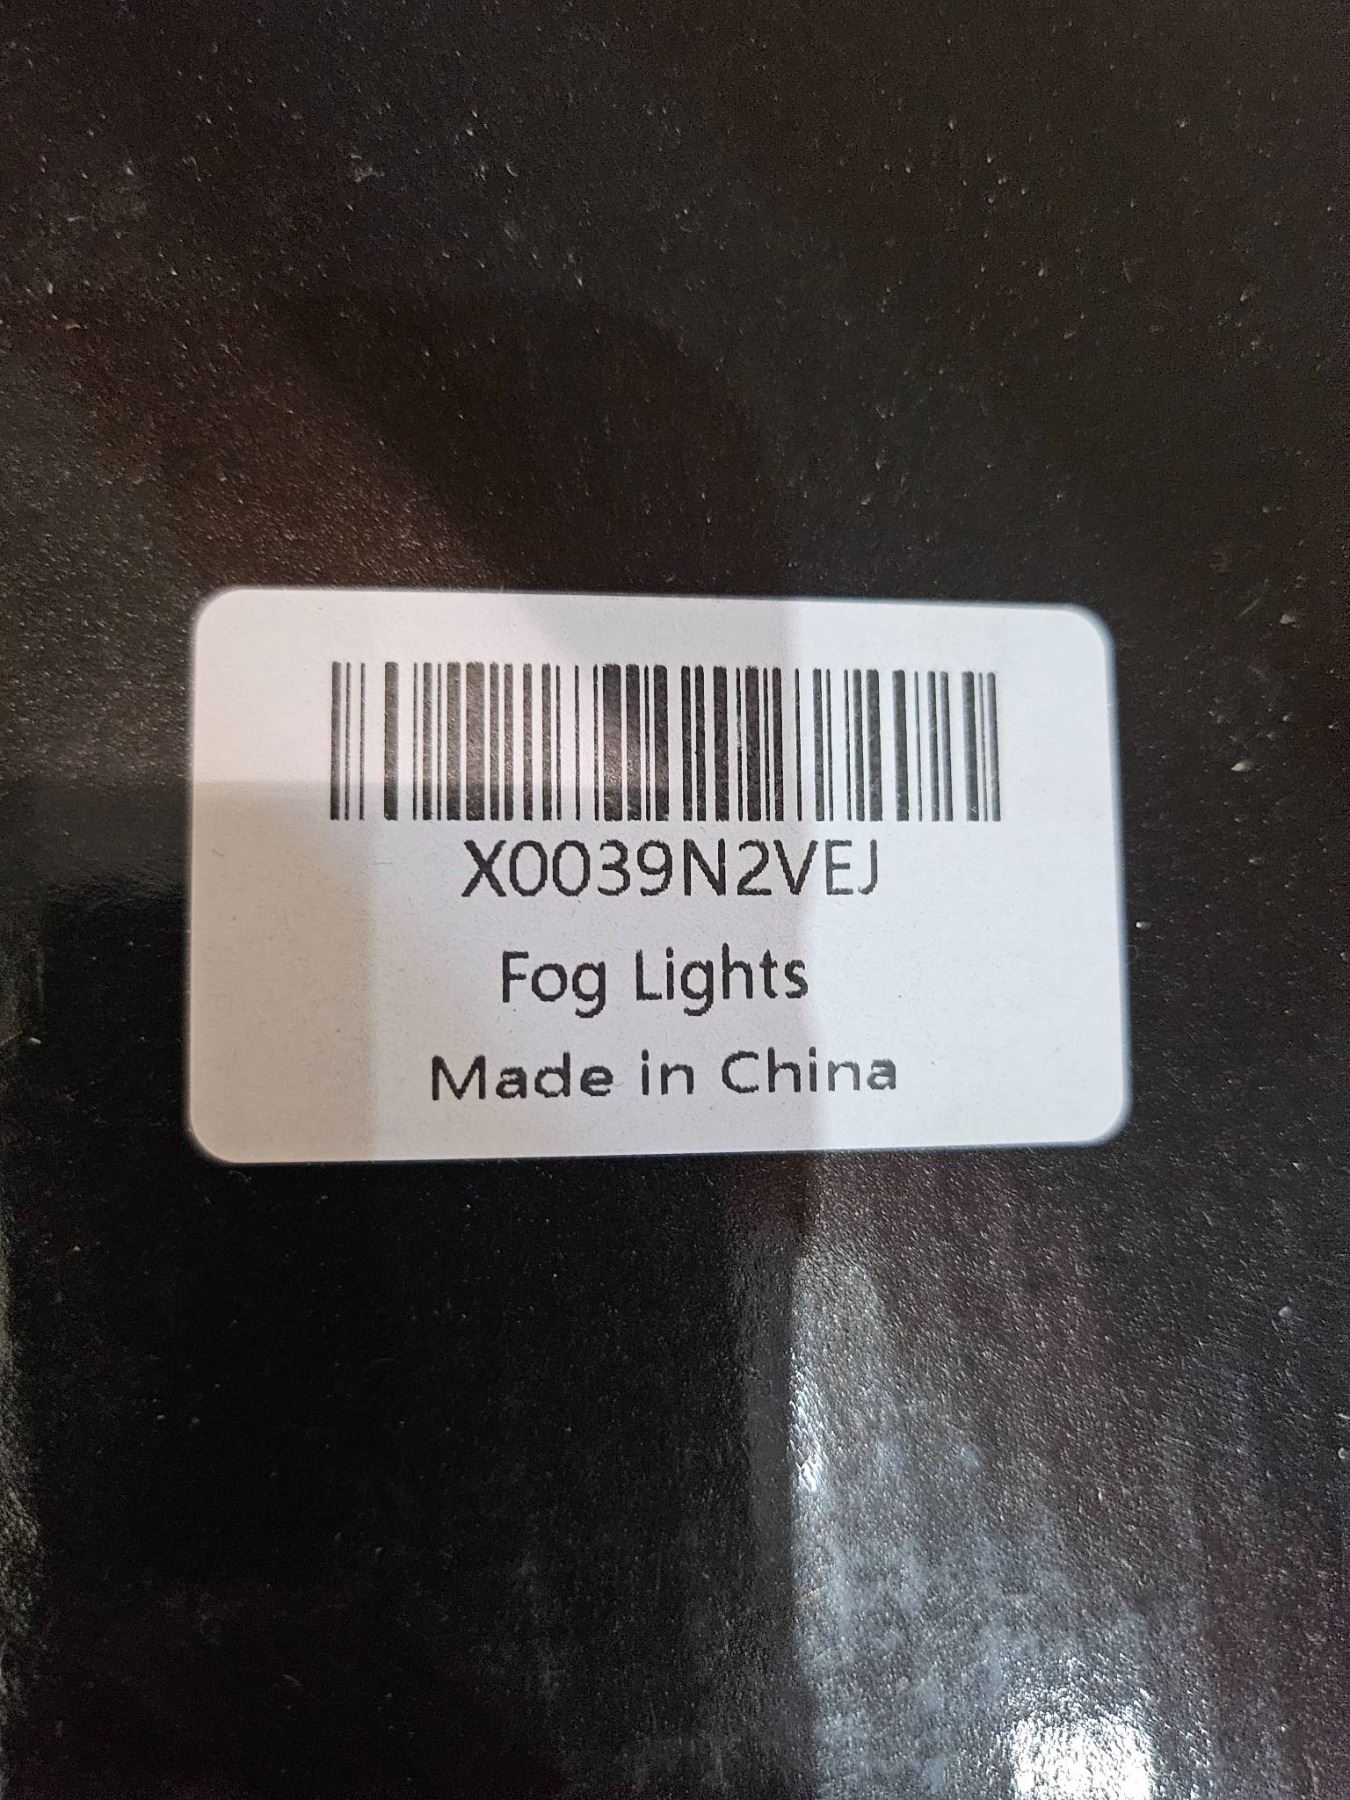 X0039N2VEJ
Fog Lights
Made in China